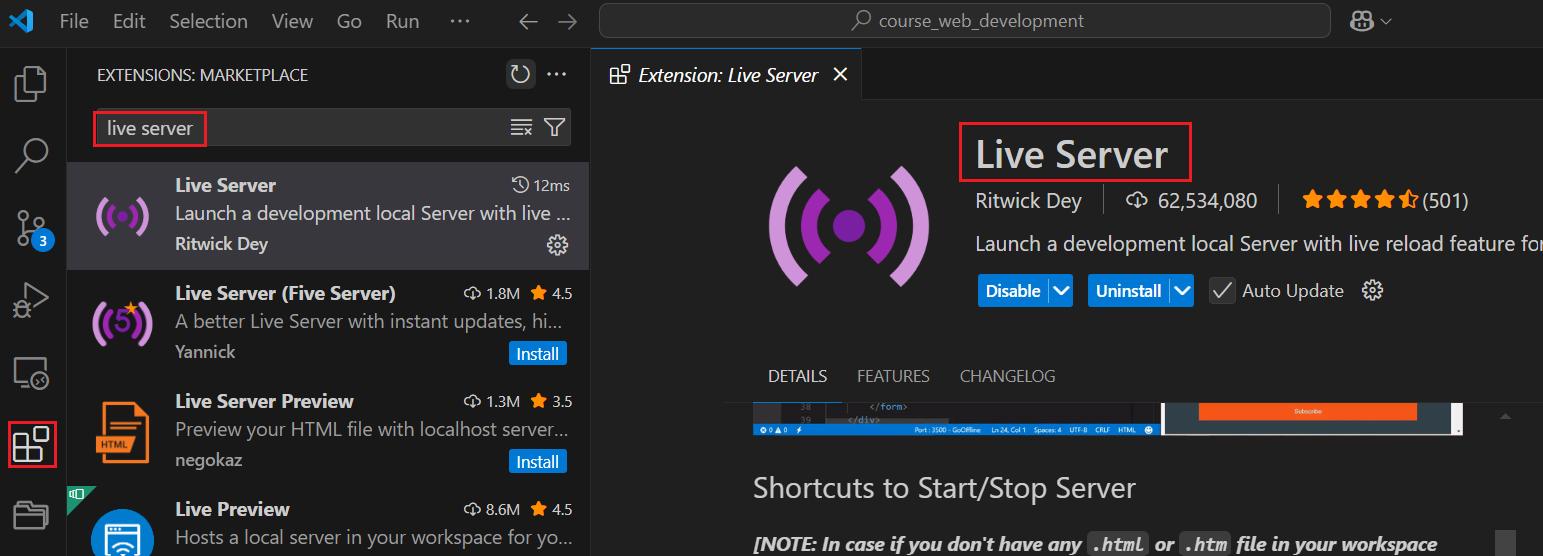 File Edit Selection View Go Run ...
course_web_development
EXTENSIONS: MARKETPLACE
live server
Live Server 12ms
Launch a development local Server with live ...
Ritwick Dey
Live Server (Five Server) 1.8M 4.5
A better Live Server with instant updates, hi...
Yannick
Install
Live Server Preview 1.3M 3.5
Preview your HTML file with localhost server...
negokaz
Install
Live Preview 8.6M 4.5
Hosts a local server in your workspace for yo...
3
5
HTML
Extension: Live Server
Live Server
Ritwick Dey 62,534,080 (501)
Launch a development local Server with live reload feature for
Disable Uninstall Auto Update
DETAILS FEATURES CHANGELOG
38 </form>
39 </div>
0 0 Port : 3500 - GoOffline Ln 24, Col 1 Spaces: 4 UTF-8 CRLF HTML
Subscribe
Shortcuts to Start/Stop Server
[NOTE: In case if you don't have any .html or .htm file in your workspace